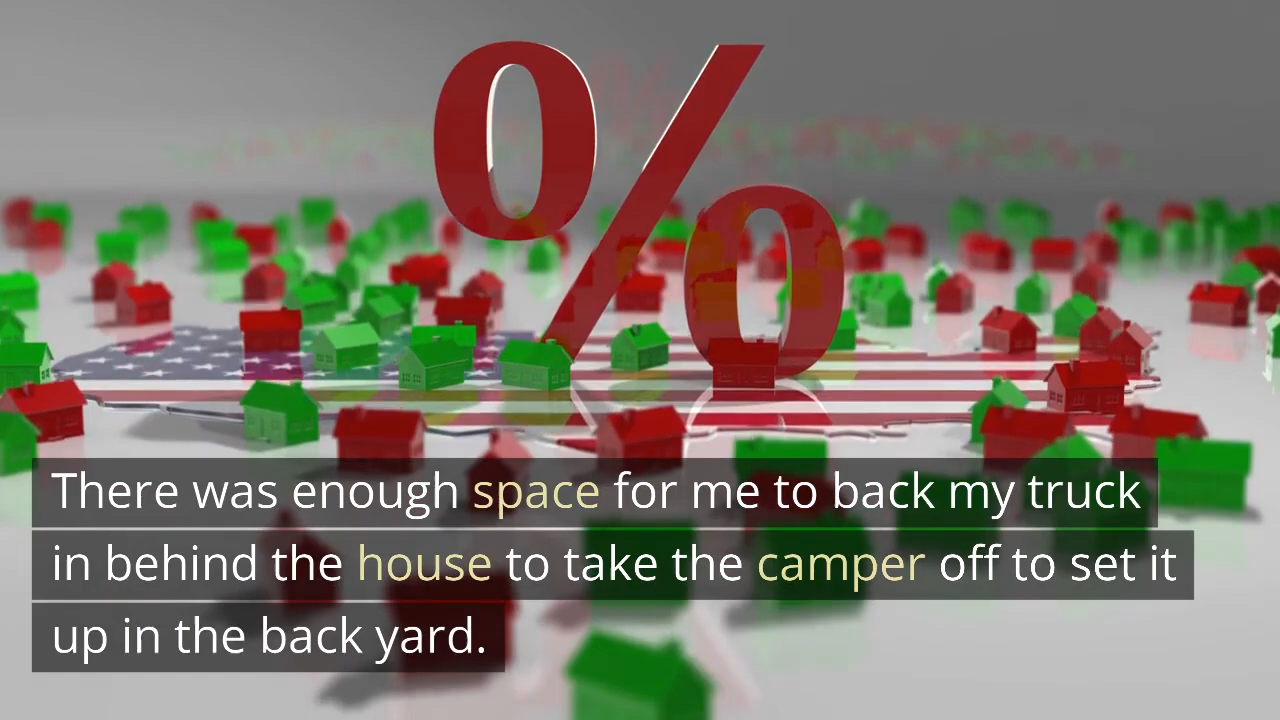 %
There was enough space for me to back my truck
in behind the house to take the camper off to set it
up in the back yard.